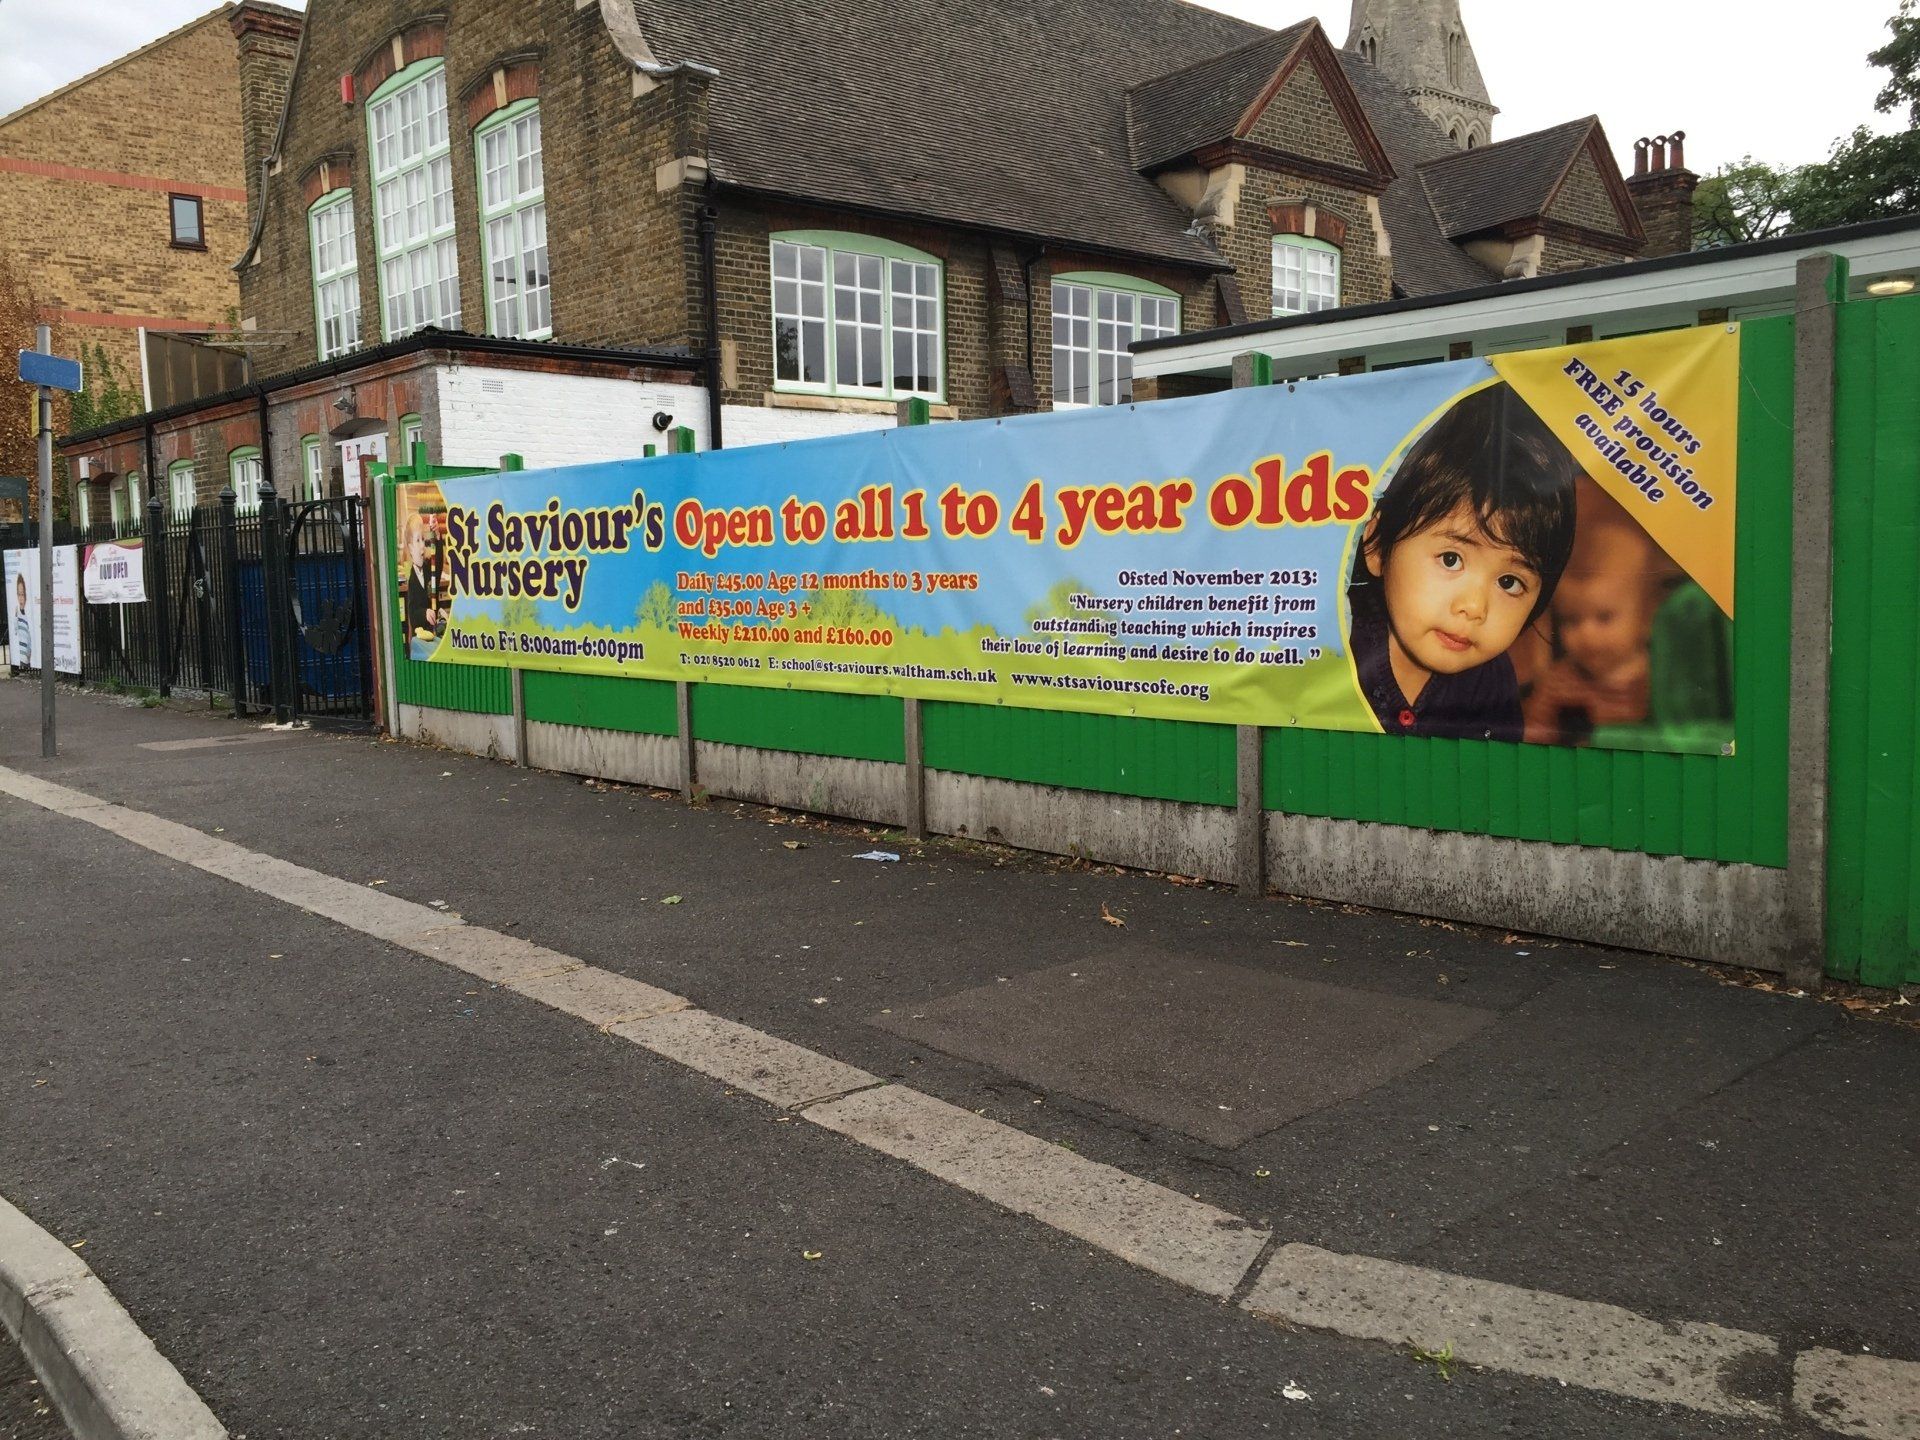 St Saviour's
Nursery
Mon to Fri 8:00am-6:00pm
Open to all 1 to 4 year olds
Daily £45.00 Age 12 months to 3 years
and £35.00 Age 3 +
Weekly £210.00 and £160.00
T: 020 8520 0612 E: school@st-saviours.waltham.sch.uk www.stsaviourscofe.org
Ofsted November 2013:
"Nursery children benefit from
outstanding teaching which inspires
their love of learning and desire to do well. "
15 hours
FREE provision
available
NOW OPEN